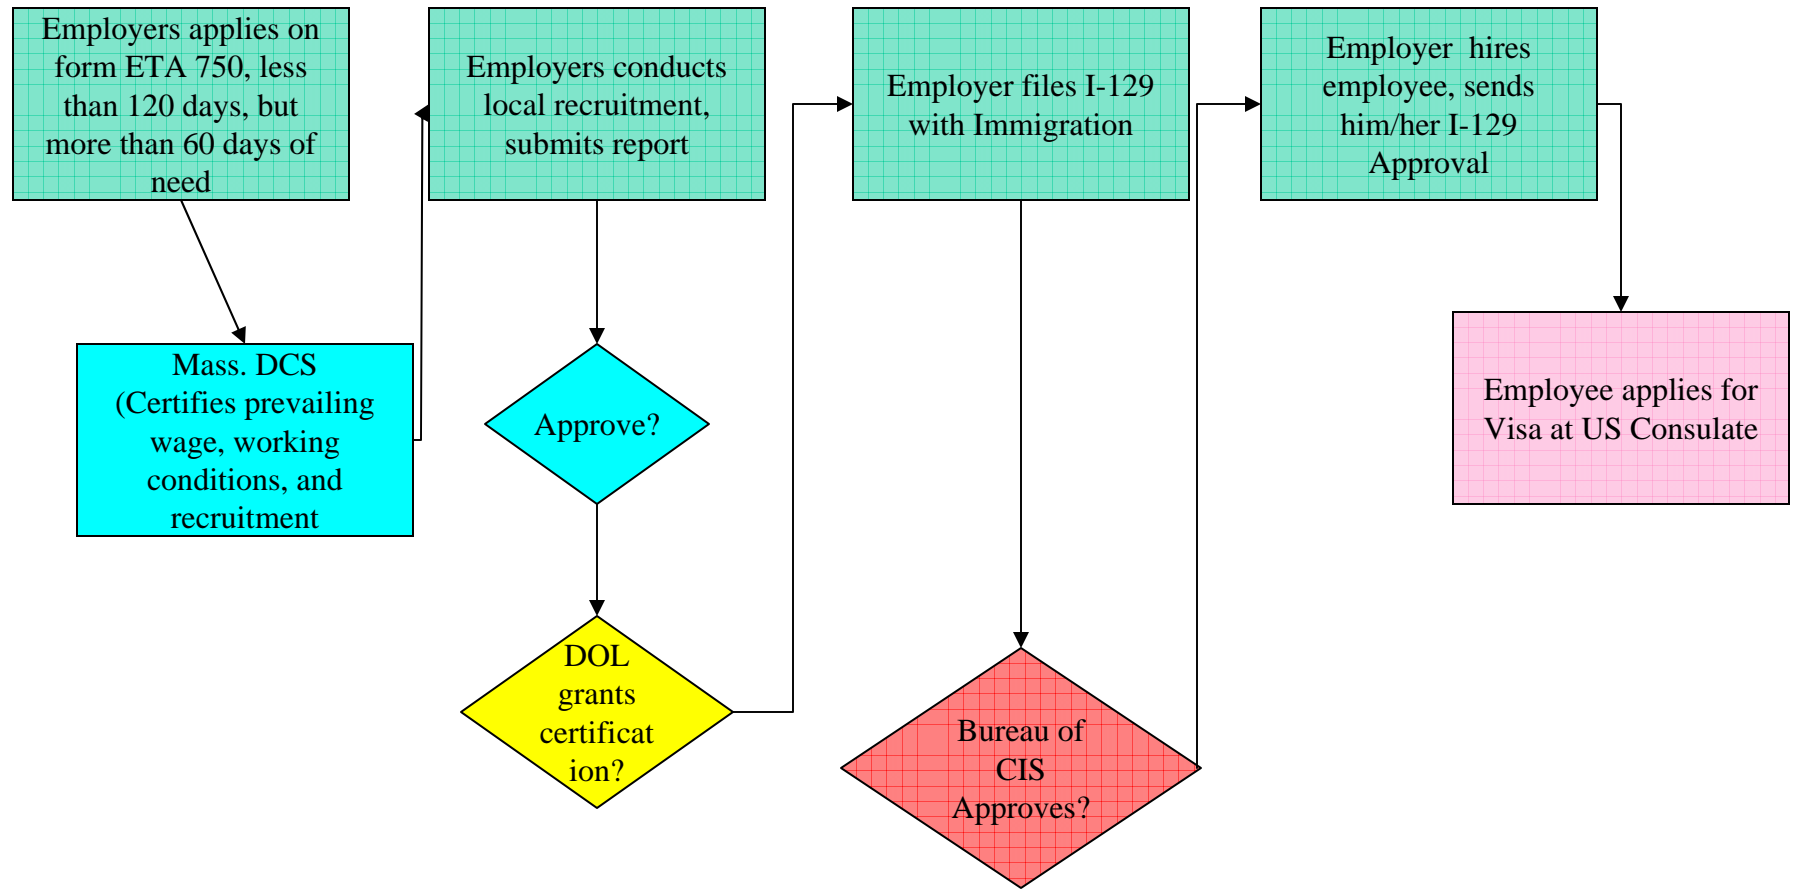 Employers applies on
form ETA 750, less
than 120 days, but
more than 60 days of
need
Employers conducts
local recruitment,
submits report
Employer files I-129
with Immigration
Employer  hires
employee, sends
him/her I-129
Approval
Mass. DCS
(Certifies prevailing
wage, working
conditions, and
recruitment
Approve?
Employee applies for
Visa at US Consulate
DOL
grants
certificat
ion?
Bureau of
CIS
Approves?